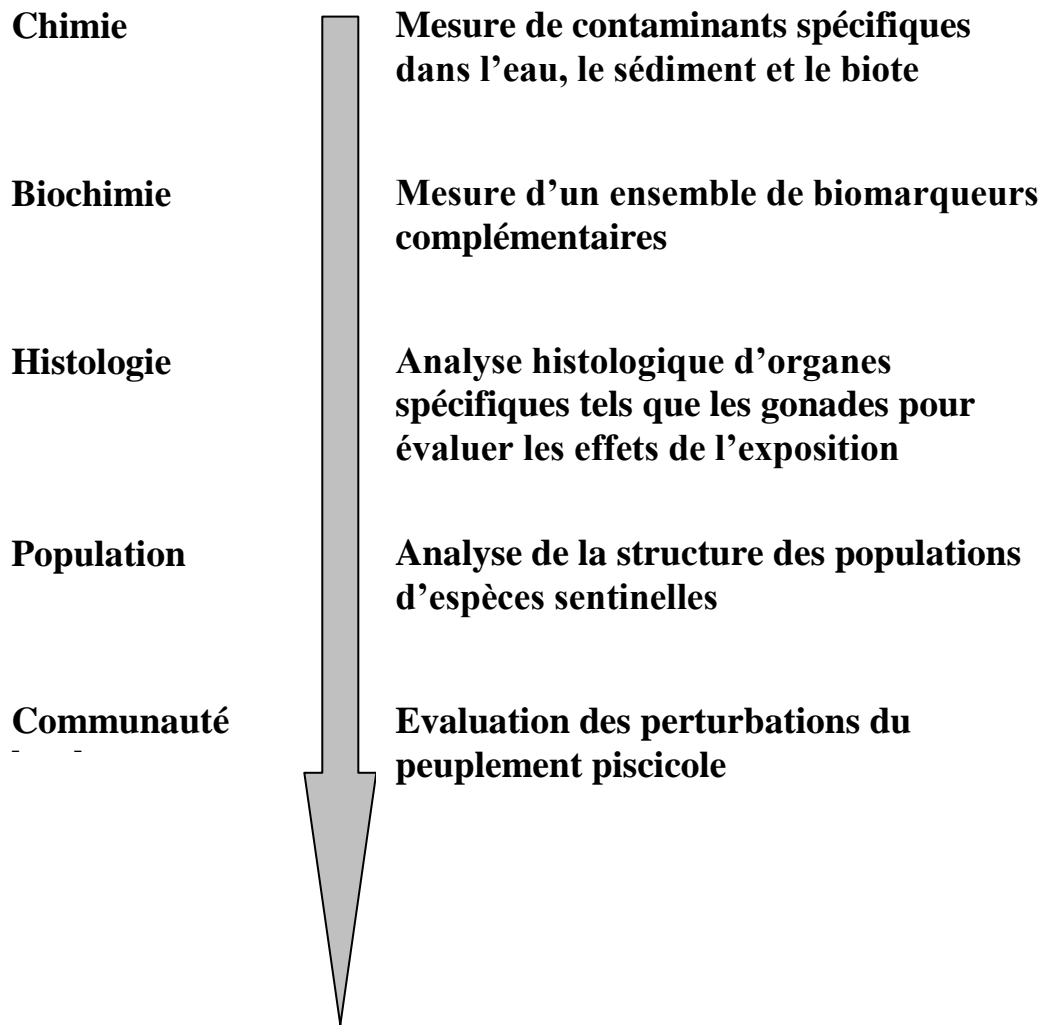 Chimie
Mesure de contaminants spécifiques
dans l’eau, le sédiment et le biote
Biochimie
Mesure d’un ensemble de biomarqueurs
complémentaires
Histologie
Analyse histologique d’organes
spécifiques tels que les gonades pour
évaluer les effets de l’exposition
Population
Analyse de la structure des populations
d’espèces sentinelles
Communauté
Evaluation des perturbations du
peuplement piscicole